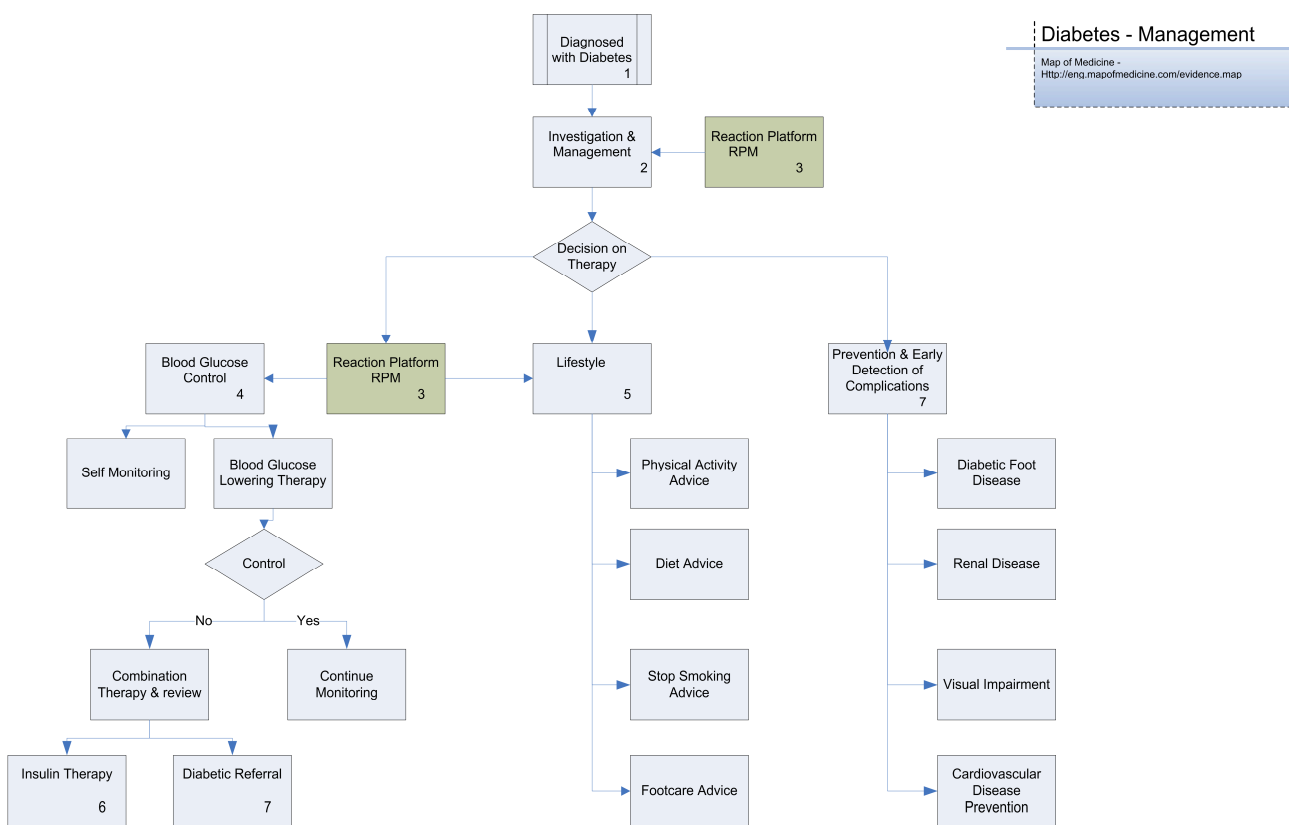 Diabetes - Management
Map of Medicine -
Http://eng.mapofmedicine.com/evidence.map
Diagnosed
with Diabetes
1
Investigation &
Management
2
Reaction Platform
RPM
3
Decision on
Therapy
Blood Glucose
Control
4
Reaction Platform
RPM
3
Lifestyle
5
Prevention & Early
Detection of
Complications
7
Self Monitoring
Blood Glucose
Lowering Therapy
Physical Activity
Advice
Diabetic Foot
Disease
Control
Diet Advice
Renal Disease
No
Yes
Combination
Therapy & review
Continue
Monitoring
Stop Smoking
Advice
Visual Impairment
Insulin Therapy
6
Diabetic Referral
7
Footcare Advice
Cardiovascular
Disease
Prevention